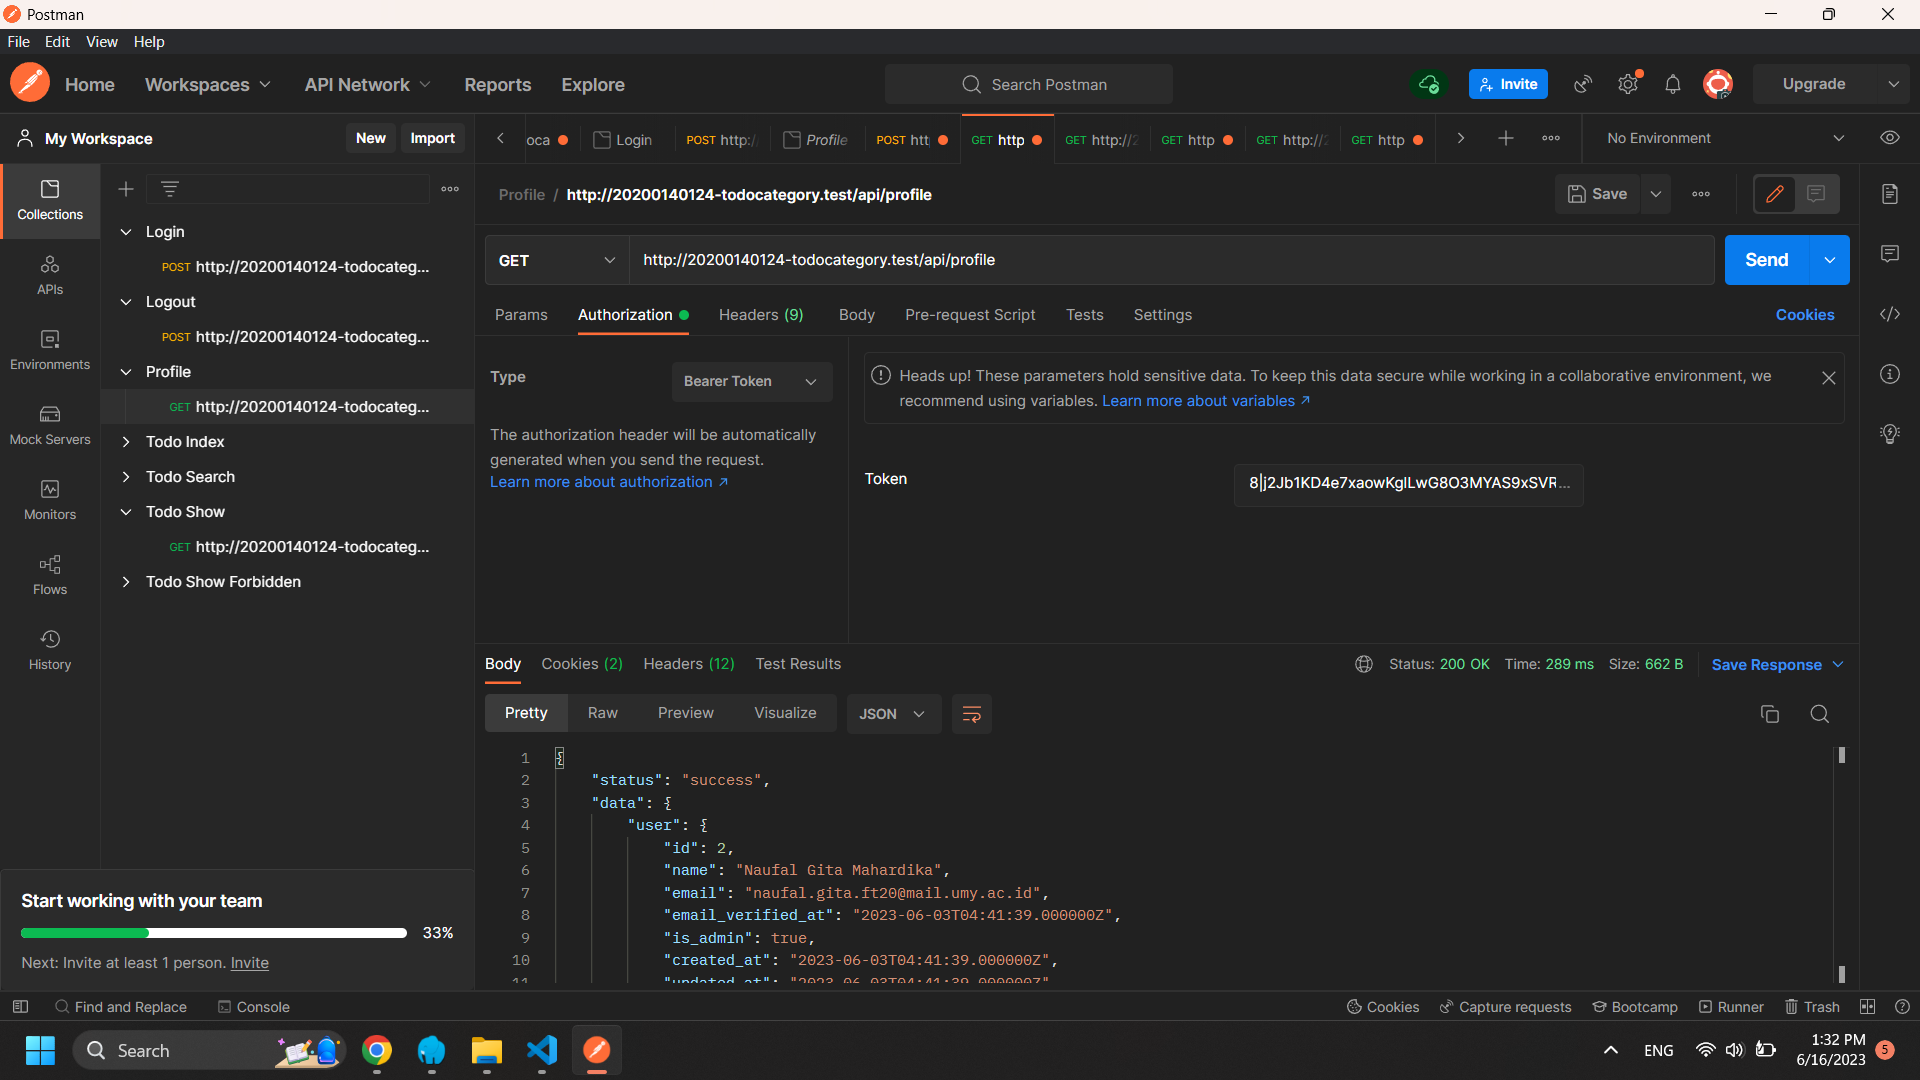 Postman
File Edit View Help
Home Workspaces API Network Reports Explore Search Postman Invite Upgrade
My Workspace New Import
oca Login POST http:/ Profile POST htt GET http GET http://2 GET http GET http:// GET http No Environment
Collections
APIs
Environments
Mock Servers
Monitors
Flows
History
Login
POST http://20200140124-todocateg...
Logout
POST http://20200140124-todocateg...
Profile
GET http://20200140124-todocateg...
Todo Index
Todo Search
Todo Show
GET http://20200140124-todocateg...
Todo Show Forbidden
Start working with your team
33%
Next: Invite at least 1 person. Invite
Profile / http://20200140124-todocategory.test/api/profile Save
GET http://20200140124-todocategory.test/api/profile Send
Params Authorization Headers (9) Body Pre-request Script Tests Settings Cookies
Type Bearer Token
The authorization header will be automatically
generated when you send the request.
Learn more about authorization ↗
Heads up! These parameters hold sensitive data. To keep this data secure while working in a collaborative environment, we
recommend using variables. Learn more about variables ↗
Token 8|j2Jb1KD4e7xaowKglLwG8O3MYAS9xSVR...
Body Cookies (2) Headers (12) Test Results Status: 200 OK Time: 289 ms Size: 662 B Save Response
Pretty Raw Preview Visualize JSON
1 {
2 "status": "success",
3 "data": {
4 "user": {
5 "id": 2,
6 "name": "Naufal Gita Mahardika",
7 "email": "naufal.gita.ft20@mail.umy.ac.id",
8 "email_verified_at": "2023-06-03T04:41:39.000000Z",
9 "is_admin": true,
10 "created_at": "2023-06-03T04:41:39.000000Z",
11 "updated_at": "2023-06-03T04:41:39.000000Z"
Find and Replace Console Cookies Capture requests Bootcamp Runner Trash
Search ENG 1:32 PM
6/16/2023 5